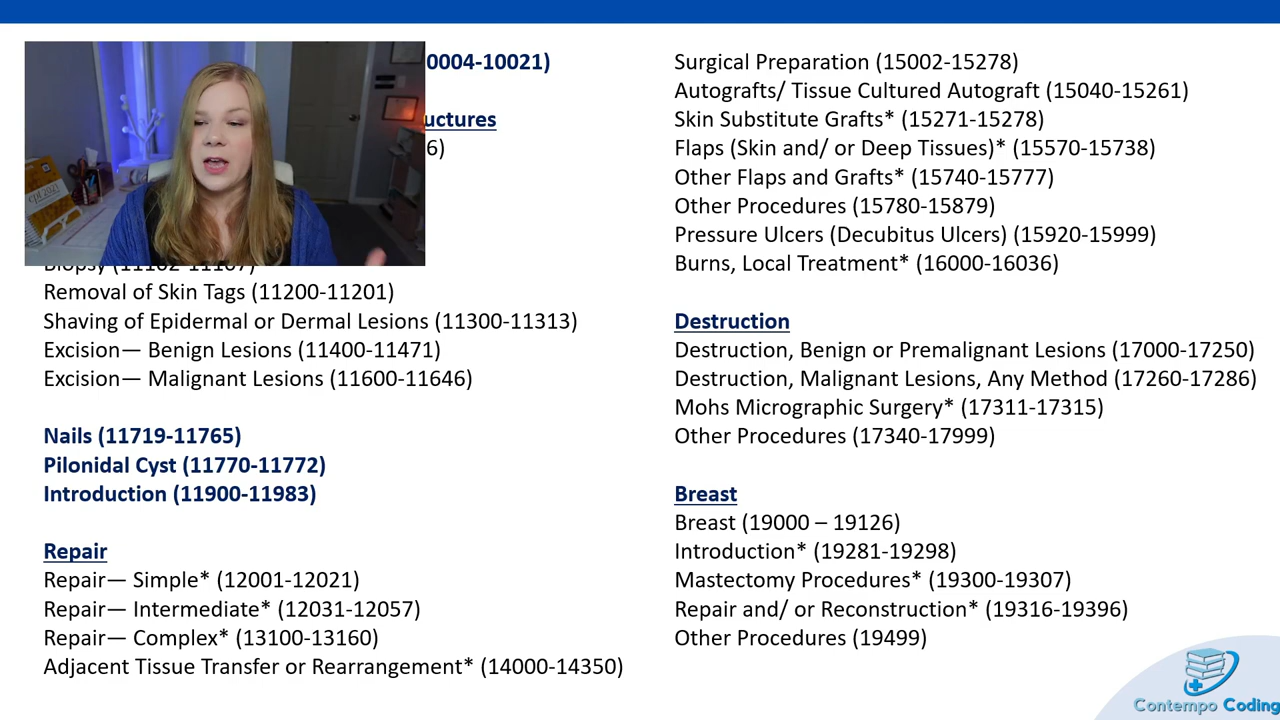 0004-10021)
uctures
6)
Biopsy (11102-11107)
Removal of Skin Tags (11200-11201)
Shaving of Epidermal or Dermal Lesions (11300-11313)
Excision— Benign Lesions (11400-11471)
Excision— Malignant Lesions (11600-11646)
Nails (11719-11765)
Pilonidal Cyst (11770-11772)
Introduction (11900-11983)
Repair
Repair— Simple* (12001-12021)
Repair— Intermediate* (12031-12057)
Repair— Complex* (13100-13160)
Adjacent Tissue Transfer or Rearrangement* (14000-14350)
Surgical Preparation (15002-15278)
Autografts/ Tissue Cultured Autograft (15040-15261)
Skin Substitute Grafts* (15271-15278)
Flaps (Skin and/ or Deep Tissues)* (15570-15738)
Other Flaps and Grafts* (15740-15777)
Other Procedures (15780-15879)
Pressure Ulcers (Decubitus Ulcers) (15920-15999)
Burns, Local Treatment* (16000-16036)
Destruction
Destruction, Benign or Premalignant Lesions (17000-17250)
Destruction, Malignant Lesions, Any Method (17260-17286)
Mohs Micrographic Surgery* (17311-17315)
Other Procedures (17340-17999)
Breast
Breast (19000 – 19126)
Introduction* (19281-19298)
Mastectomy Procedures* (19300-19307)
Repair and/ or Reconstruction* (19316-19396)
Other Procedures (19499)
Contempo Coding